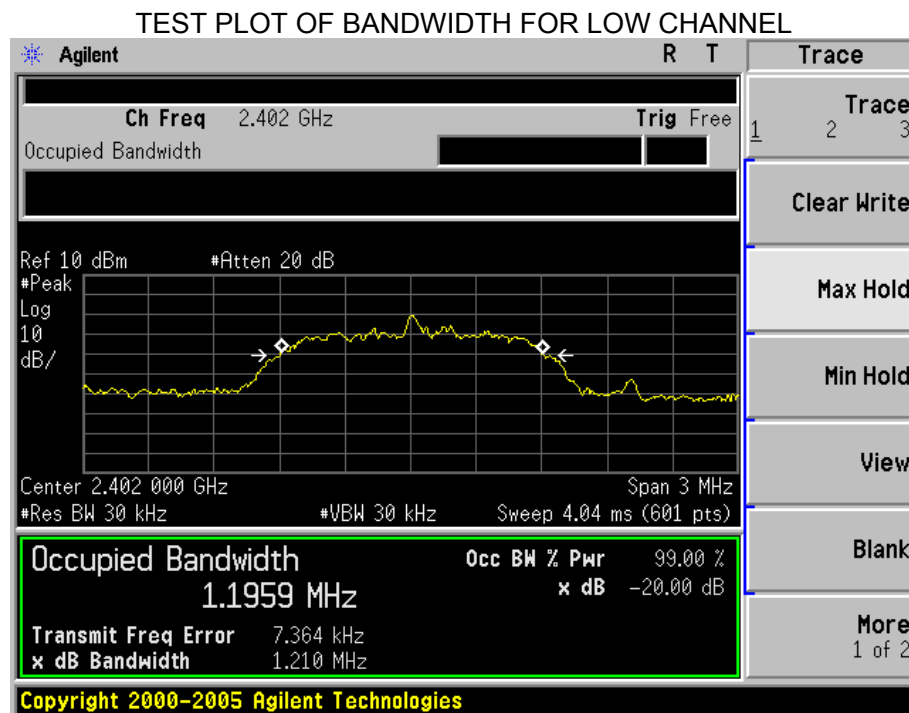 TEST PLOT OF BANDWIDTH FOR LOW CHANNEL
Agilent R T Trace
Ch Freq 2.402 GHz Trig Free
Occupied Bandwidth
Trace
1 2 3
Clear Write
Max Hold
Min Hold
View
Blank
More
1 of 2
Ref 10 dBm #Atten 20 dB
#Peak
Log
10
dB/
Center 2.402 000 GHz Span 3 MHz
#Res BW 30 kHz #VBW 30 kHz Sweep 4.04 ms (601 pts)
Occupied Bandwidth Occ BW % Pwr 99.00 %
1.1959 MHz x dB -20.00 dB
Transmit Freq Error 7.364 kHz
x dB Bandwidth 1.210 MHz
Copyright 2000-2005 Agilent Technologies